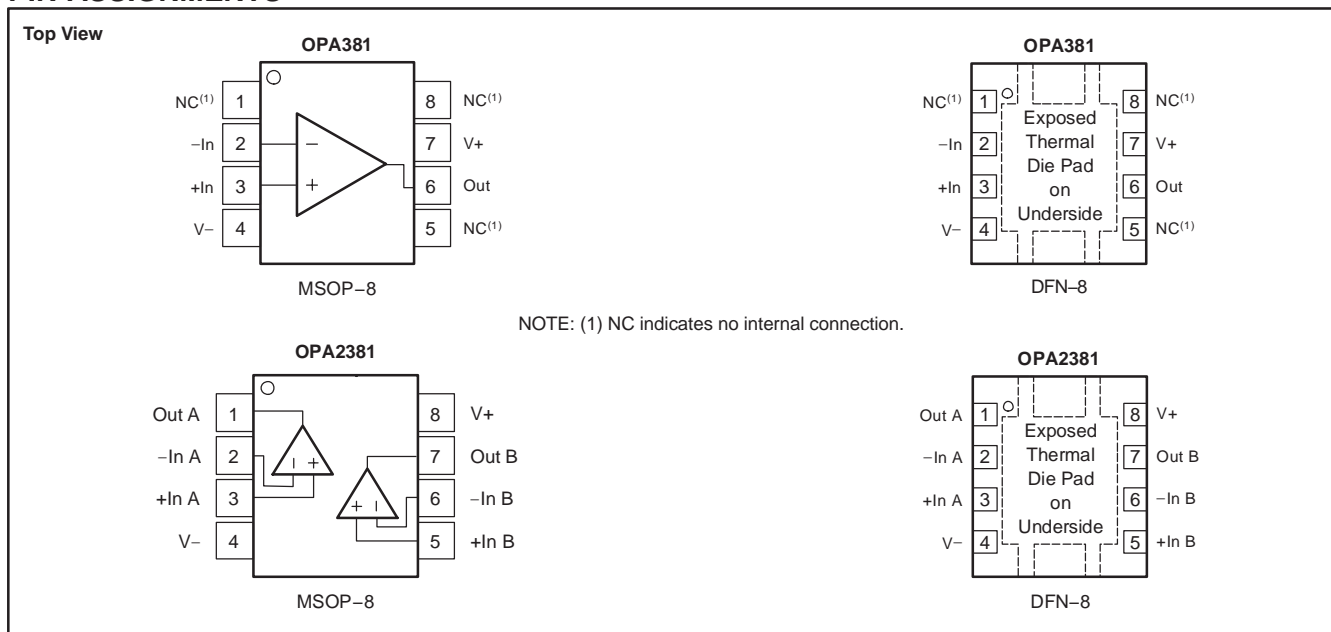 Top View
OPA381
NC(1) 1
−In 2
+In 3
V− 4
8 NC(1)
7 V+
6 Out
5 NC(1)
− 
+
MSOP−8
OPA381
NC(1) 1
−In 2
+In 3
V− 4
Exposed
Thermal
Die Pad
on
Underside
8 NC(1)
7 V+
6 Out
5 NC(1)
DFN−8
NOTE: (1) NC indicates no internal connection.
OPA2381
Out A 1
−In A 2
+In A 3
V− 4
8 V+
7 Out B
6 −In B
5 +In B
− +
+ −
MSOP−8
OPA2381
Out A 1
−In A 2
+In A 3
V− 4
Exposed
Thermal
Die Pad
on
Underside
8 V+
7 Out B
6 −In B
5 +In B
DFN−8